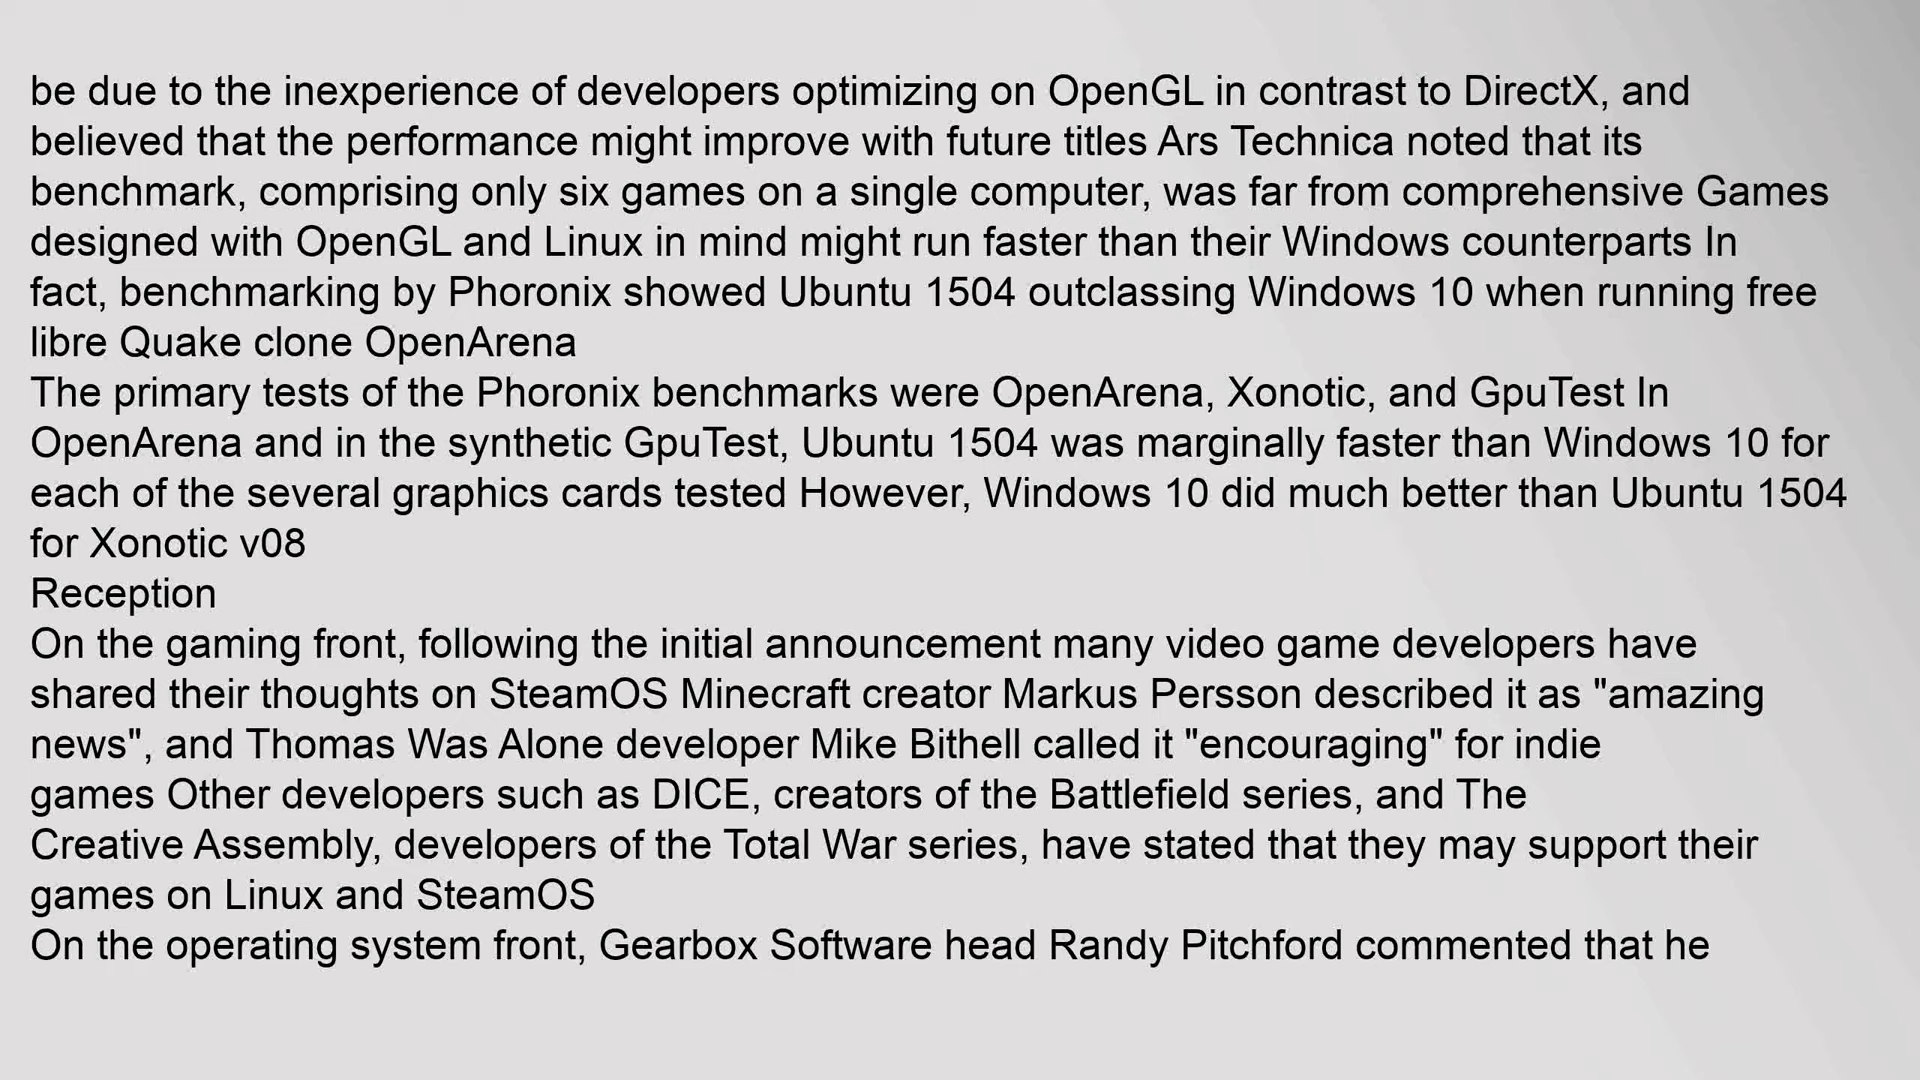 be due to the inexperience of developers optimizing on OpenGL in contrast to DirectX, and
believed that the performance might improve with future titles Ars Technica noted that its
benchmark, comprising only six games on a single computer, was far from comprehensive Games
designed with OpenGL and Linux in mind might run faster than their Windows counterparts In
fact, benchmarking by Phoronix showed Ubuntu 1504 outclassing Windows 10 when running free
libre Quake clone OpenArena
The primary tests of the Phoronix benchmarks were OpenArena, Xonotic, and GpuTest In
OpenArena and in the synthetic GpuTest, Ubuntu 1504 was marginally faster than Windows 10 for
each of the several graphics cards tested However, Windows 10 did much better than Ubuntu 1504
for Xonotic v08
Reception
On the gaming front, following the initial announcement many video game developers have
shared their thoughts on SteamOS Minecraft creator Markus Persson described it as "amazing
news", and Thomas Was Alone developer Mike Bithell called it "encouraging" for indie
games Other developers such as DICE, creators of the Battlefield series, and The
Creative Assembly, developers of the Total War series, have stated that they may support their
games on Linux and SteamOS
On the operating system front, Gearbox Software head Randy Pitchford commented that he